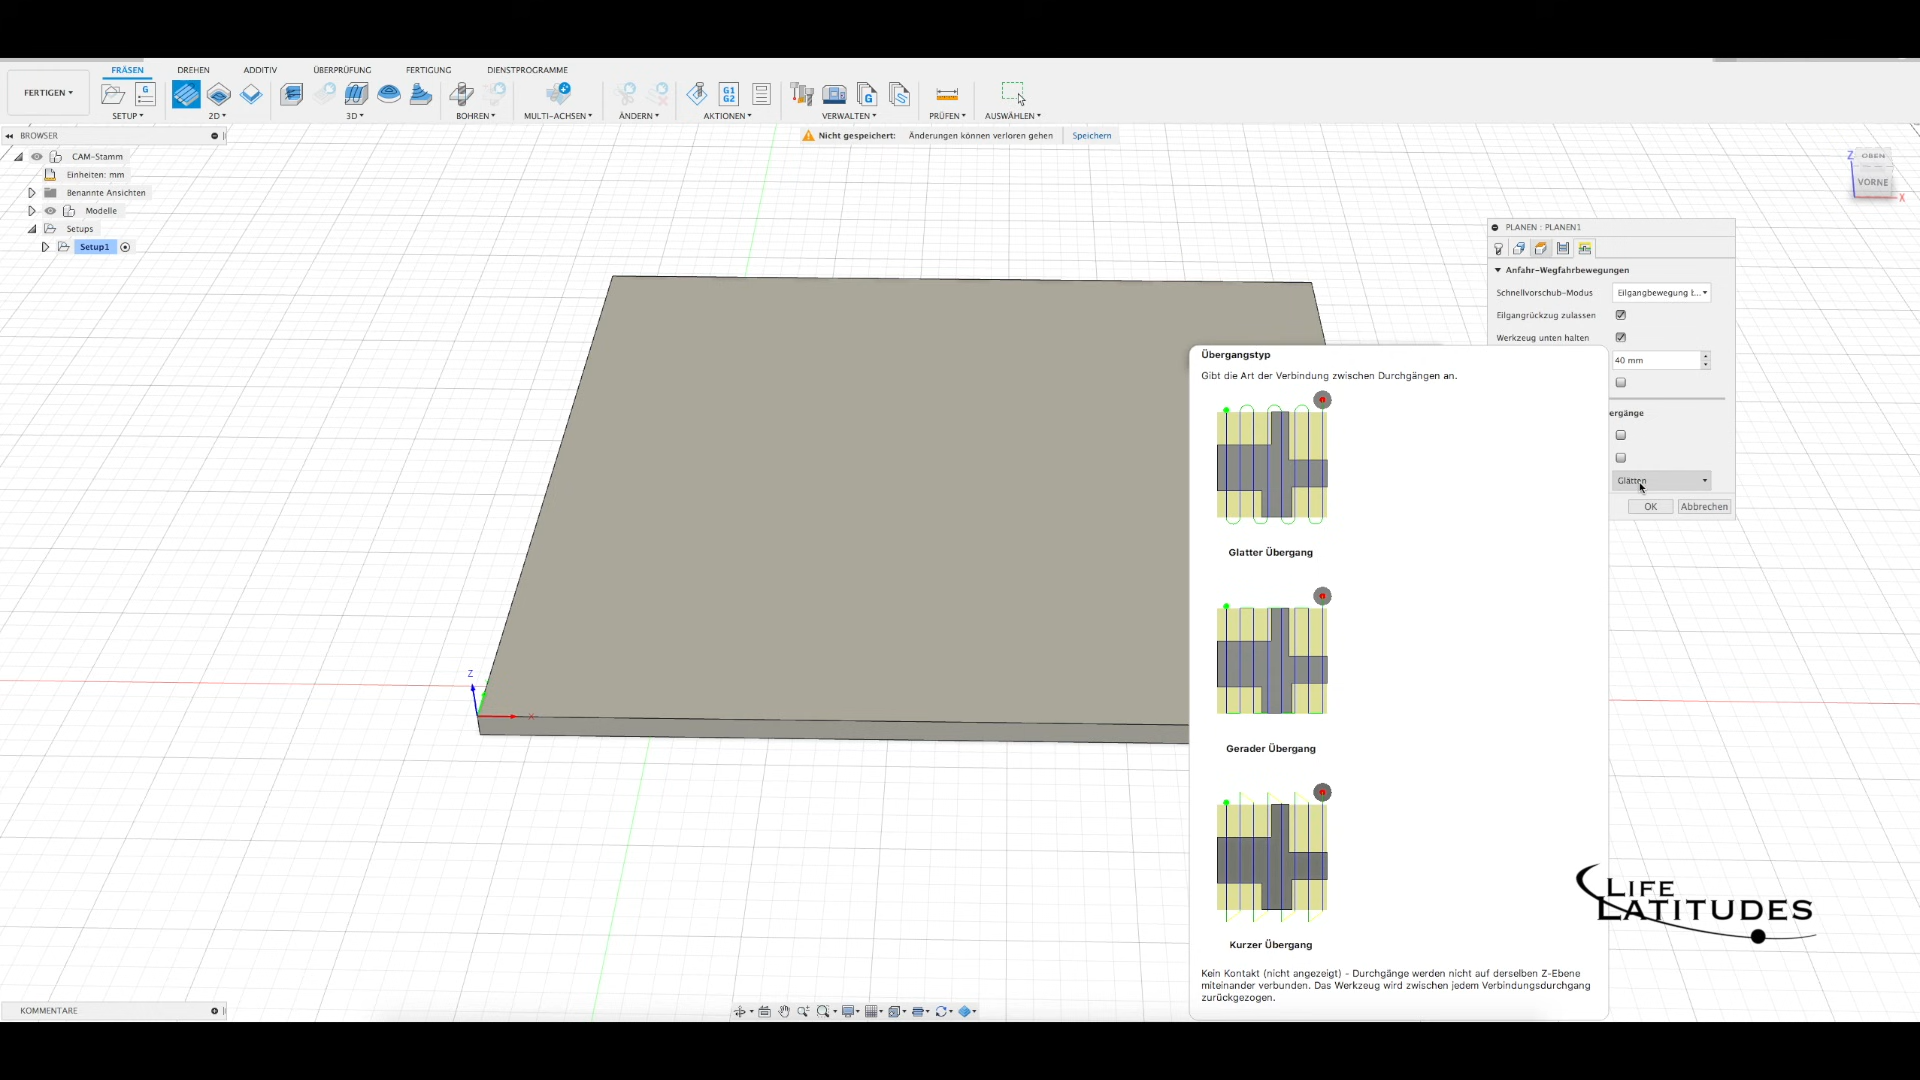 FRÄSEN DREHEN ADDITIV ÜBERPRÜFUNG FERTIGUNG DIENSTPROGRAMME
FERTIGEN
G G1 G2 G
SETUP 2D 3D BOHREN MULTI-ACHSEN ÄNDERN AKTIONEN VERWALTEN PRÜFEN AUSWÄHLEN
BROWSER
Nicht gespeichert: Änderungen können verloren gehen Speichern
CAM-Stamm
Einheiten: mm
Benannte Ansichten
Modelle
Setups
Setup1
Z OBEN
VORNE
X
PLANEN : PLANEN1
Anfahr-Wegfahrbewegungen
Schnellvorschub-Modus Eilgangbewegung b...
Eilgangrückzug zulassen
Werkzeug unten halten
40 mm
ergänge
Glätten
OK Abbrechen
Übergangstyp
Gibt die Art der Verbindung zwischen Durchgängen an.
Glatter Übergang
Gerader Übergang
Kurzer Übergang
Kein Kontakt (nicht angezeigt) - Durchgänge werden nicht auf derselben Z-Ebene
miteinander verbunden. Das Werkzeug wird zwischen jedem Verbindungsdurchgang
zurückgezogen.
Z
X
LIFE
LATITUDES
KOMMENTARE